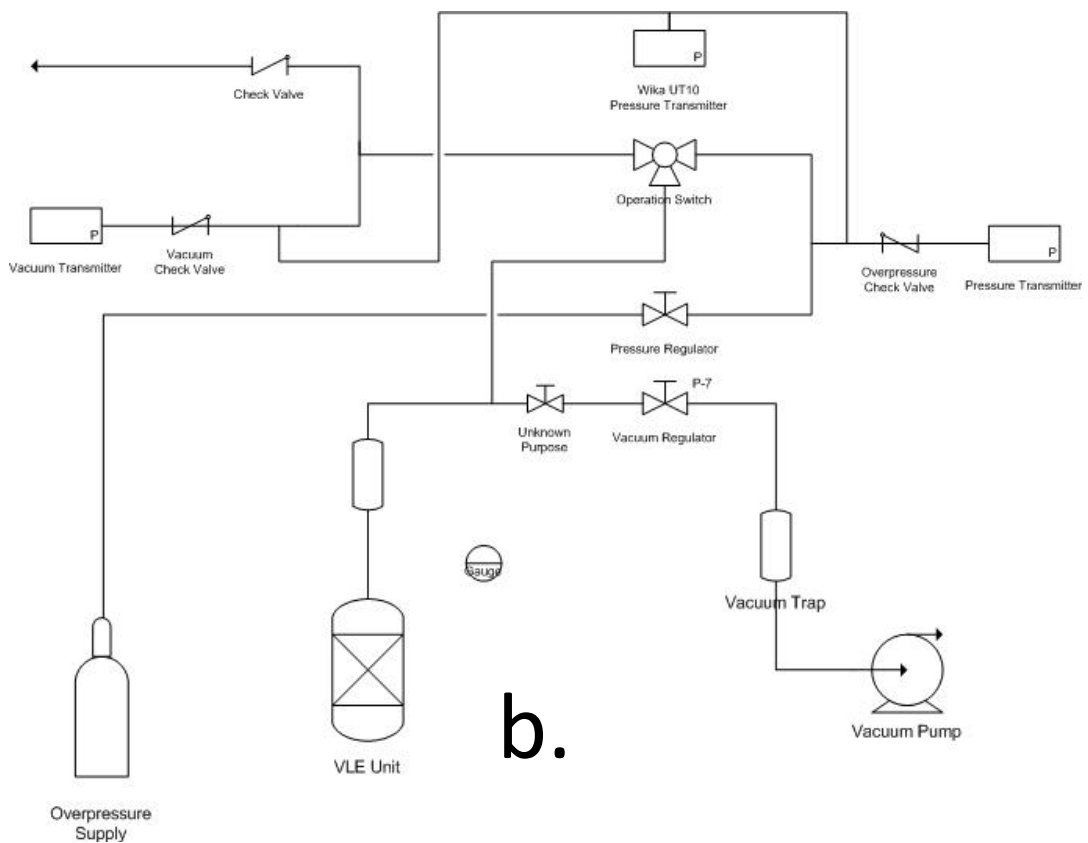 P
Wika UT10
Pressure Transmitter
Check Valve
Operation Switch
P
Vacuum Transmitter
Vacuum
Check Valve
Overpressure
Check Valve
P
Pressure Transmitter
Pressure Regulator
P-7
Unknown
Purpose
Vacuum Regulator
Gauge
Vacuum Trap
b.
Vacuum Pump
VLE Unit
Overpressure
Supply